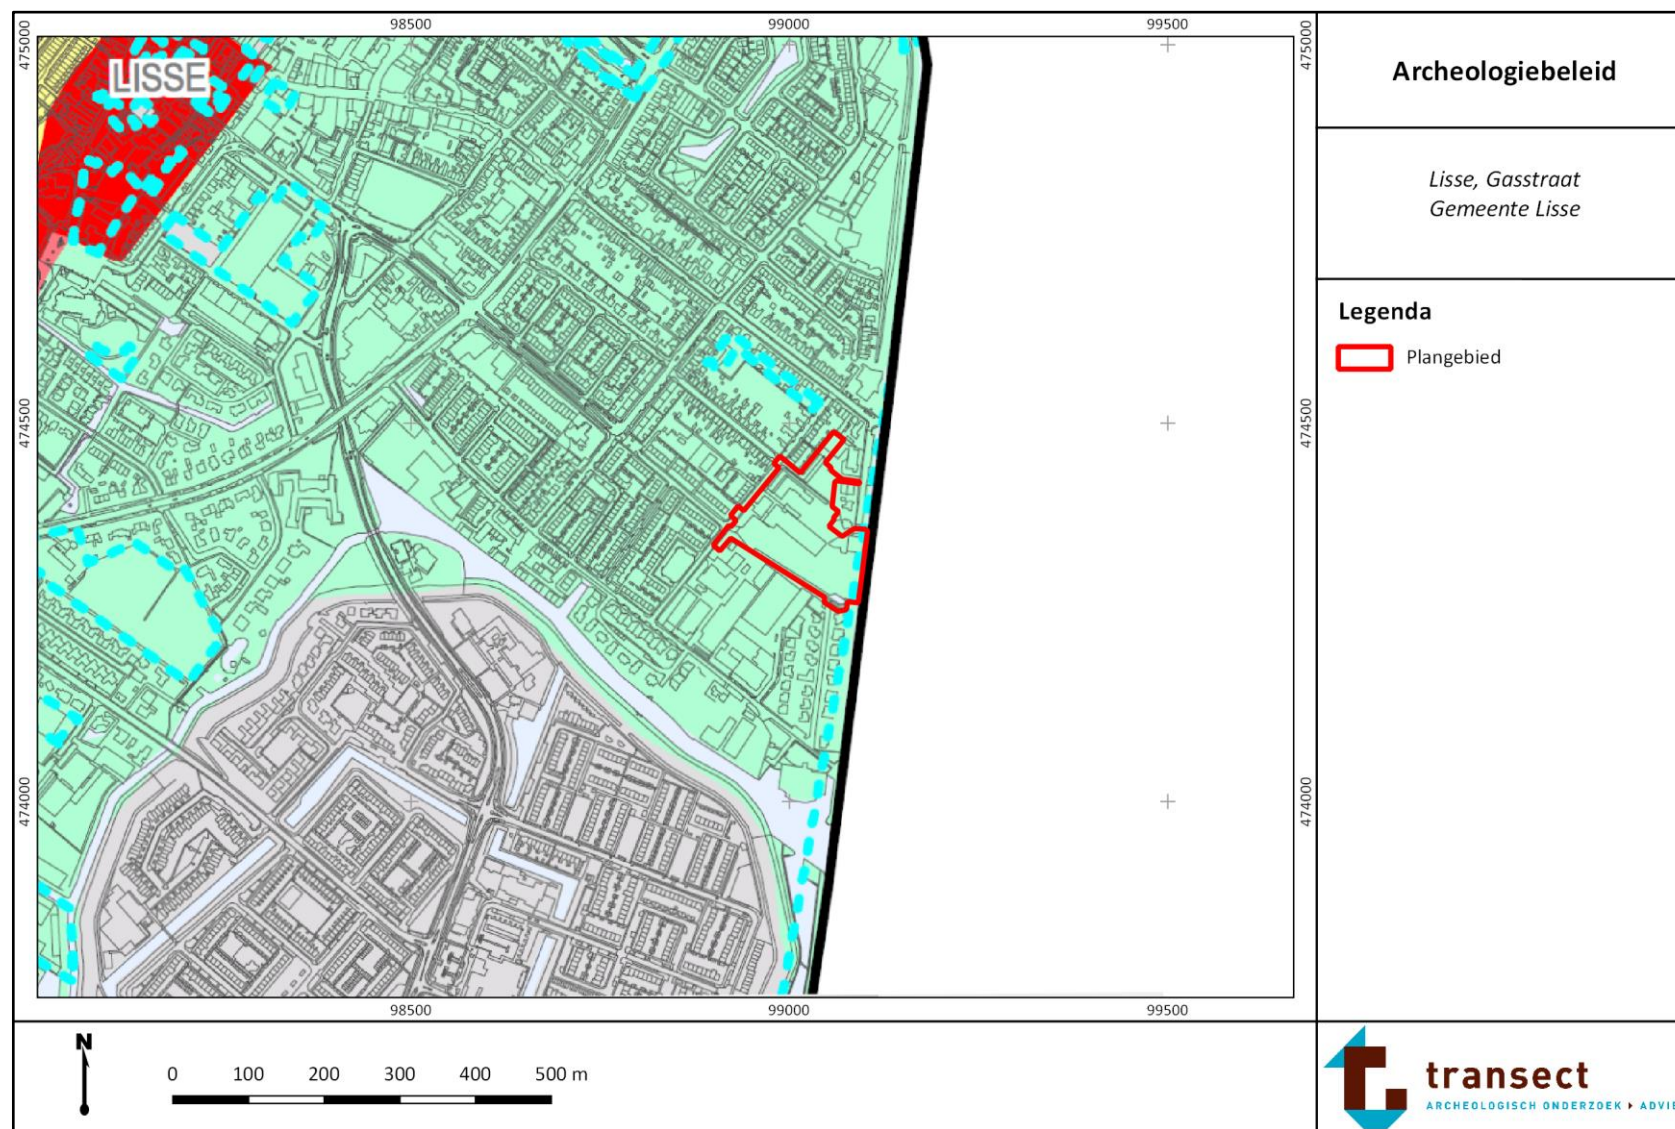 98500 99000 99500
475000 475000
LISSE
474500 474500
474000 474000
98500 99000 99500
Archeologiebeleid
Lisse, Gasstraat
Gemeente Lisse
Legenda
Plangebied
N
0 100 200 300 400 500 m
transect
ARCHEOLOGISCH ONDERZOEK ADVIE